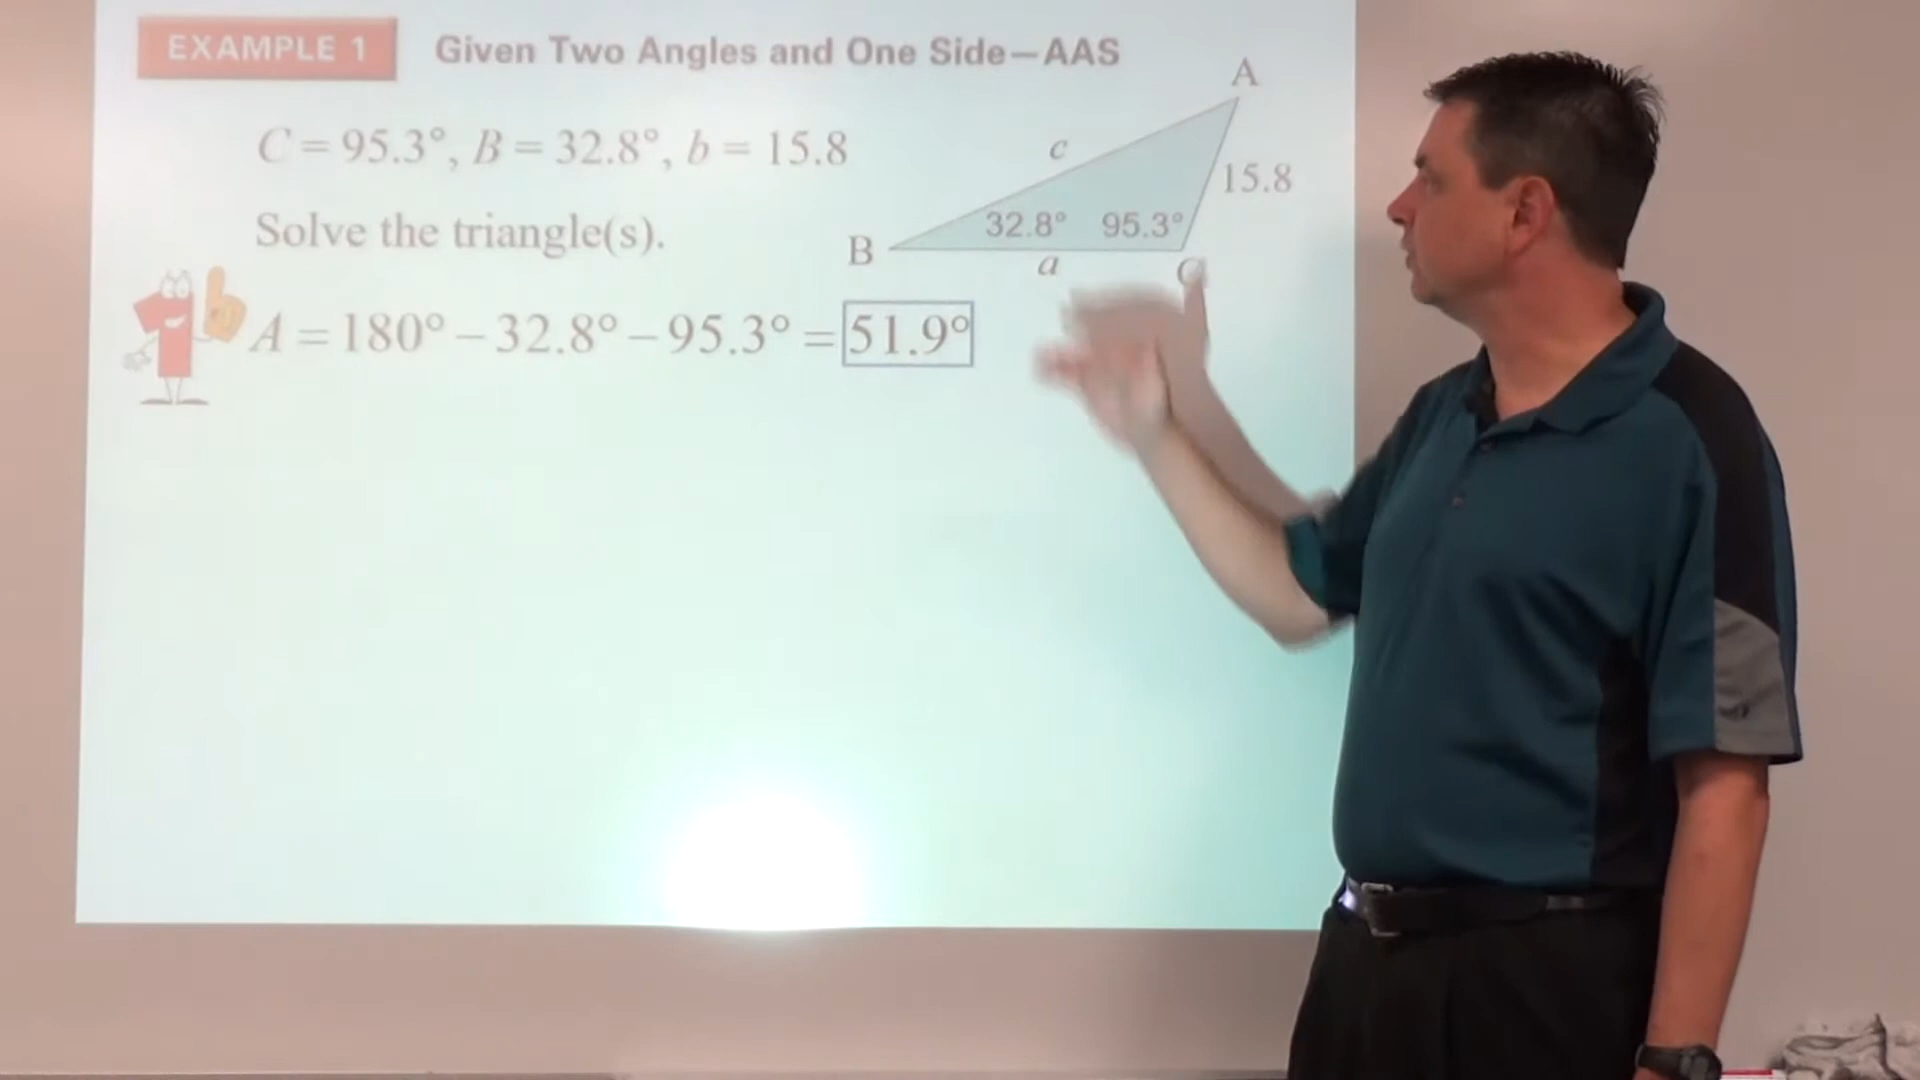 EXAMPLE 1 Given Two Angles and One Side—AAS
A
C = 95.3°, B = 32.8°, b = 15.8
c
15.8
32.8° 95.3°
Solve the triangle(s).
B
a
C
A = 180° – 32.8° – 95.3° = 51.9°